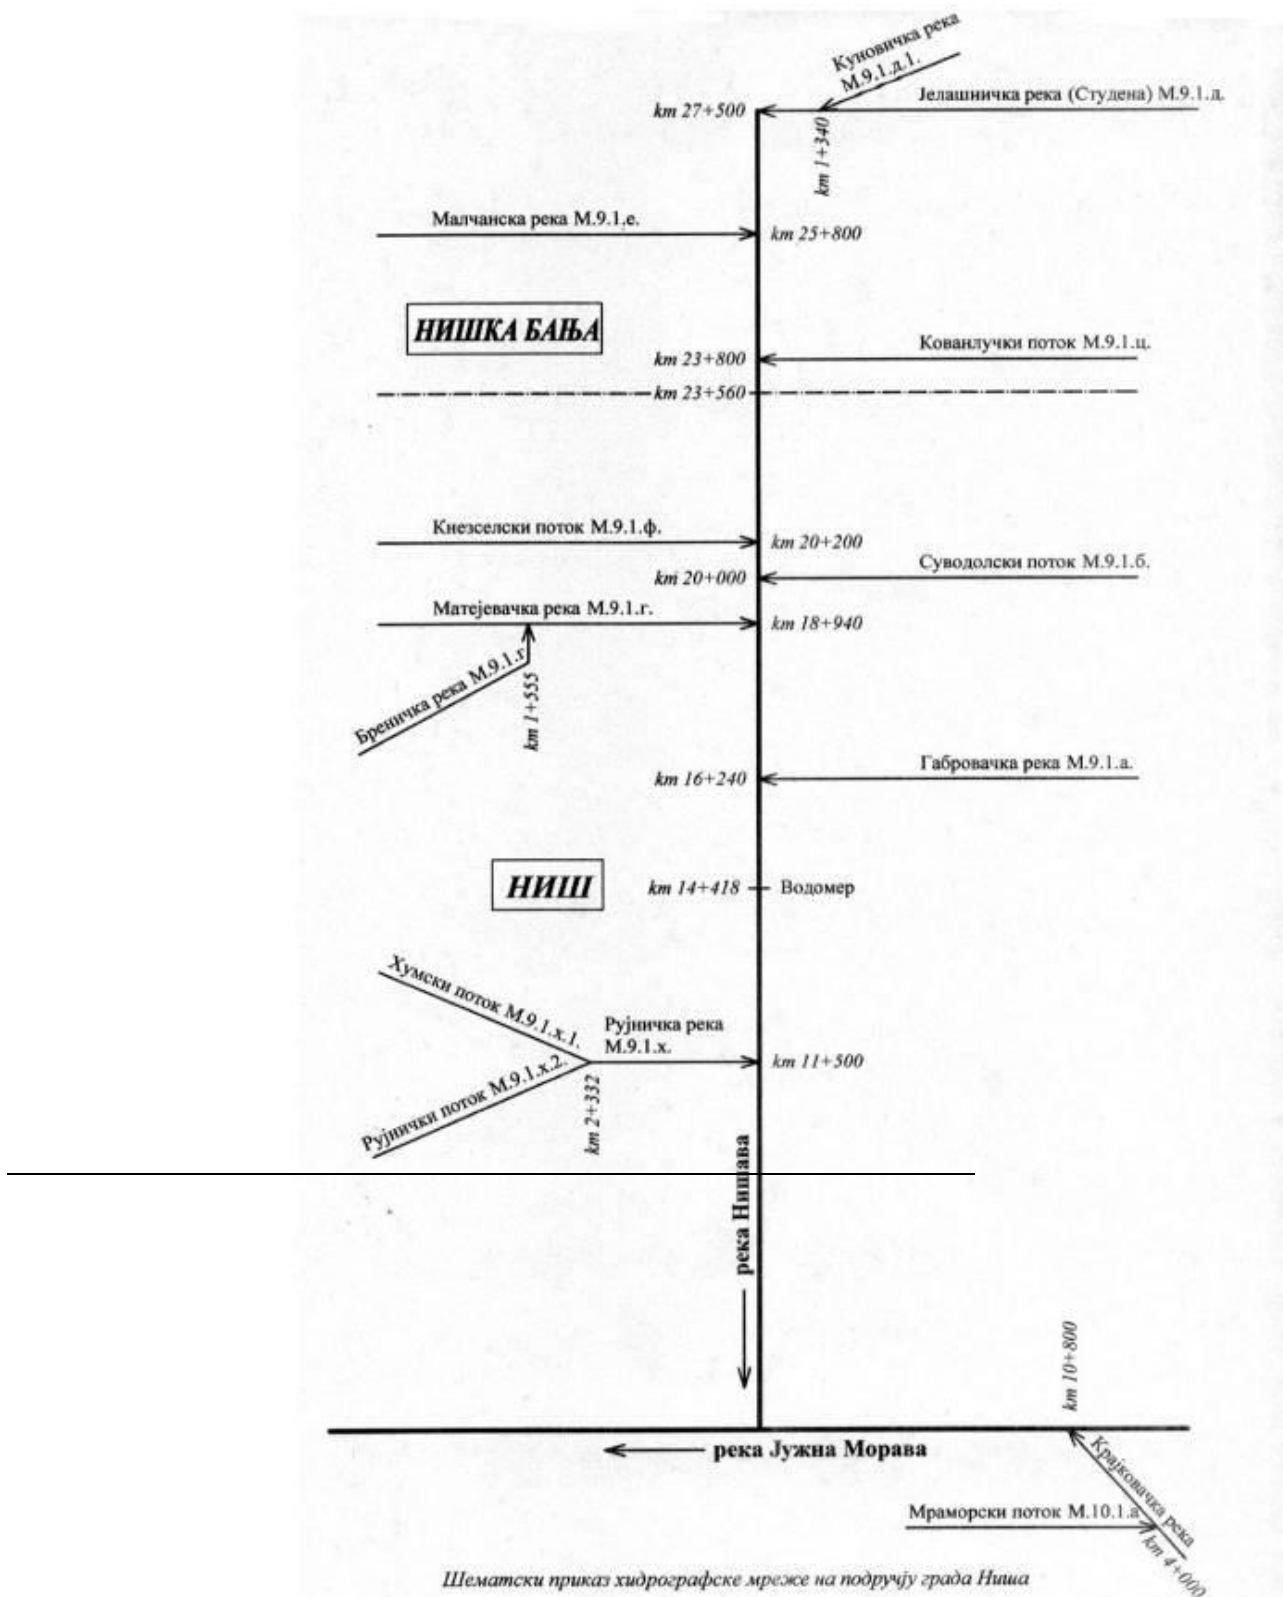 Куновичка река
М.9.1.д.1.
Јелашничка река (Студена) М.9.1.д.
km 27+500
km 1+340
Малчанска река М.9.1.е.
km 25+800
НИШКА БАЊА
Кованлучки поток М.9.1.ц.
km 23+800
km 23+560
Кнезселски поток М.9.1.ф.
km 20+200
Суводолски поток М.9.1.б.
km 20+000
Матејевачка река М.9.1.г.
km 18+940
Бреничка река М.9.1.г
km 1+555
Габровачка река М.9.1.а.
km 16+240
НИШ
km 14+418
Водомер
Хумски поток М.9.1.х.1.
Рујничка река
М.9.1.х.
km 11+500
Рујнички поток М.9.1.х.2.
km 2+332
река Нишава
km 10+800
река Јужна Морава
Крајковачка река
Мраморски поток М.10.1.а
km 4+000
Шематски приказ хидрографске мреже на подручју града Ниша